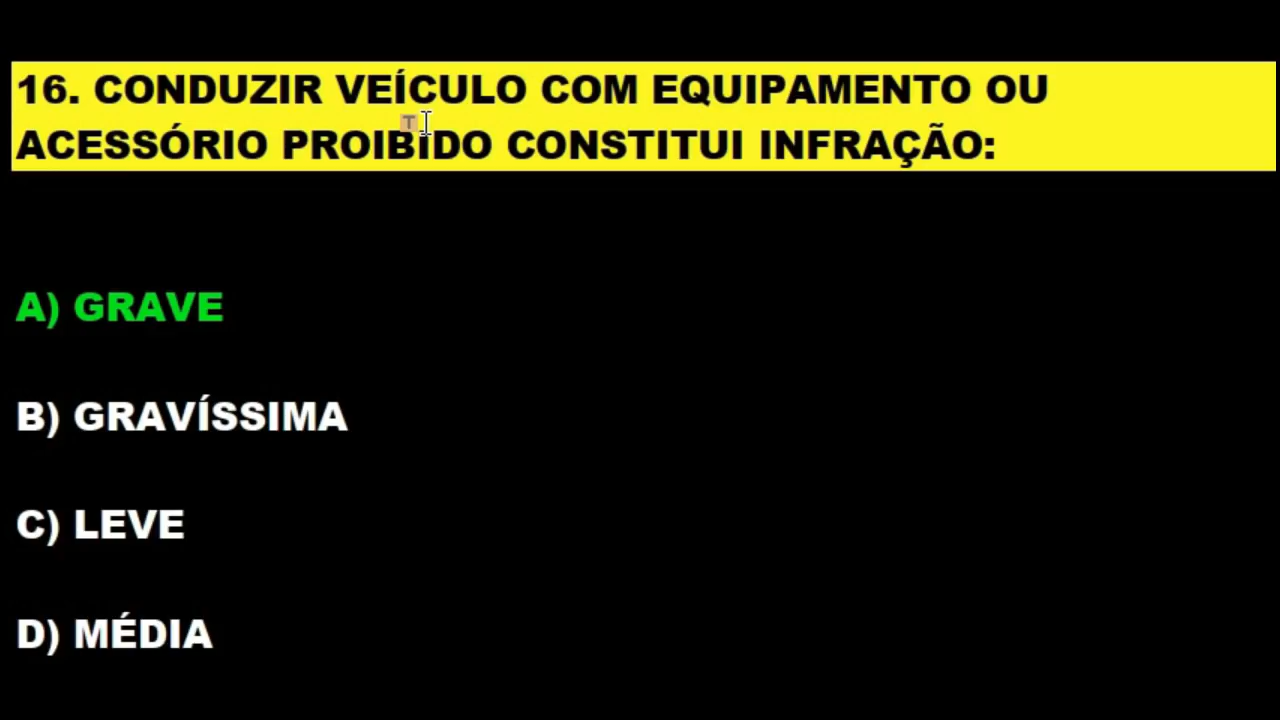 16. CONDUZIR VEÍCULO COM EQUIPAMENTO OU
ACESSÓRIO PROIBIDO CONSTITUI INFRAÇÃO:
T
A) GRAVE
B) GRAVÍSSIMA
C) LEVE
D) MÉDIA